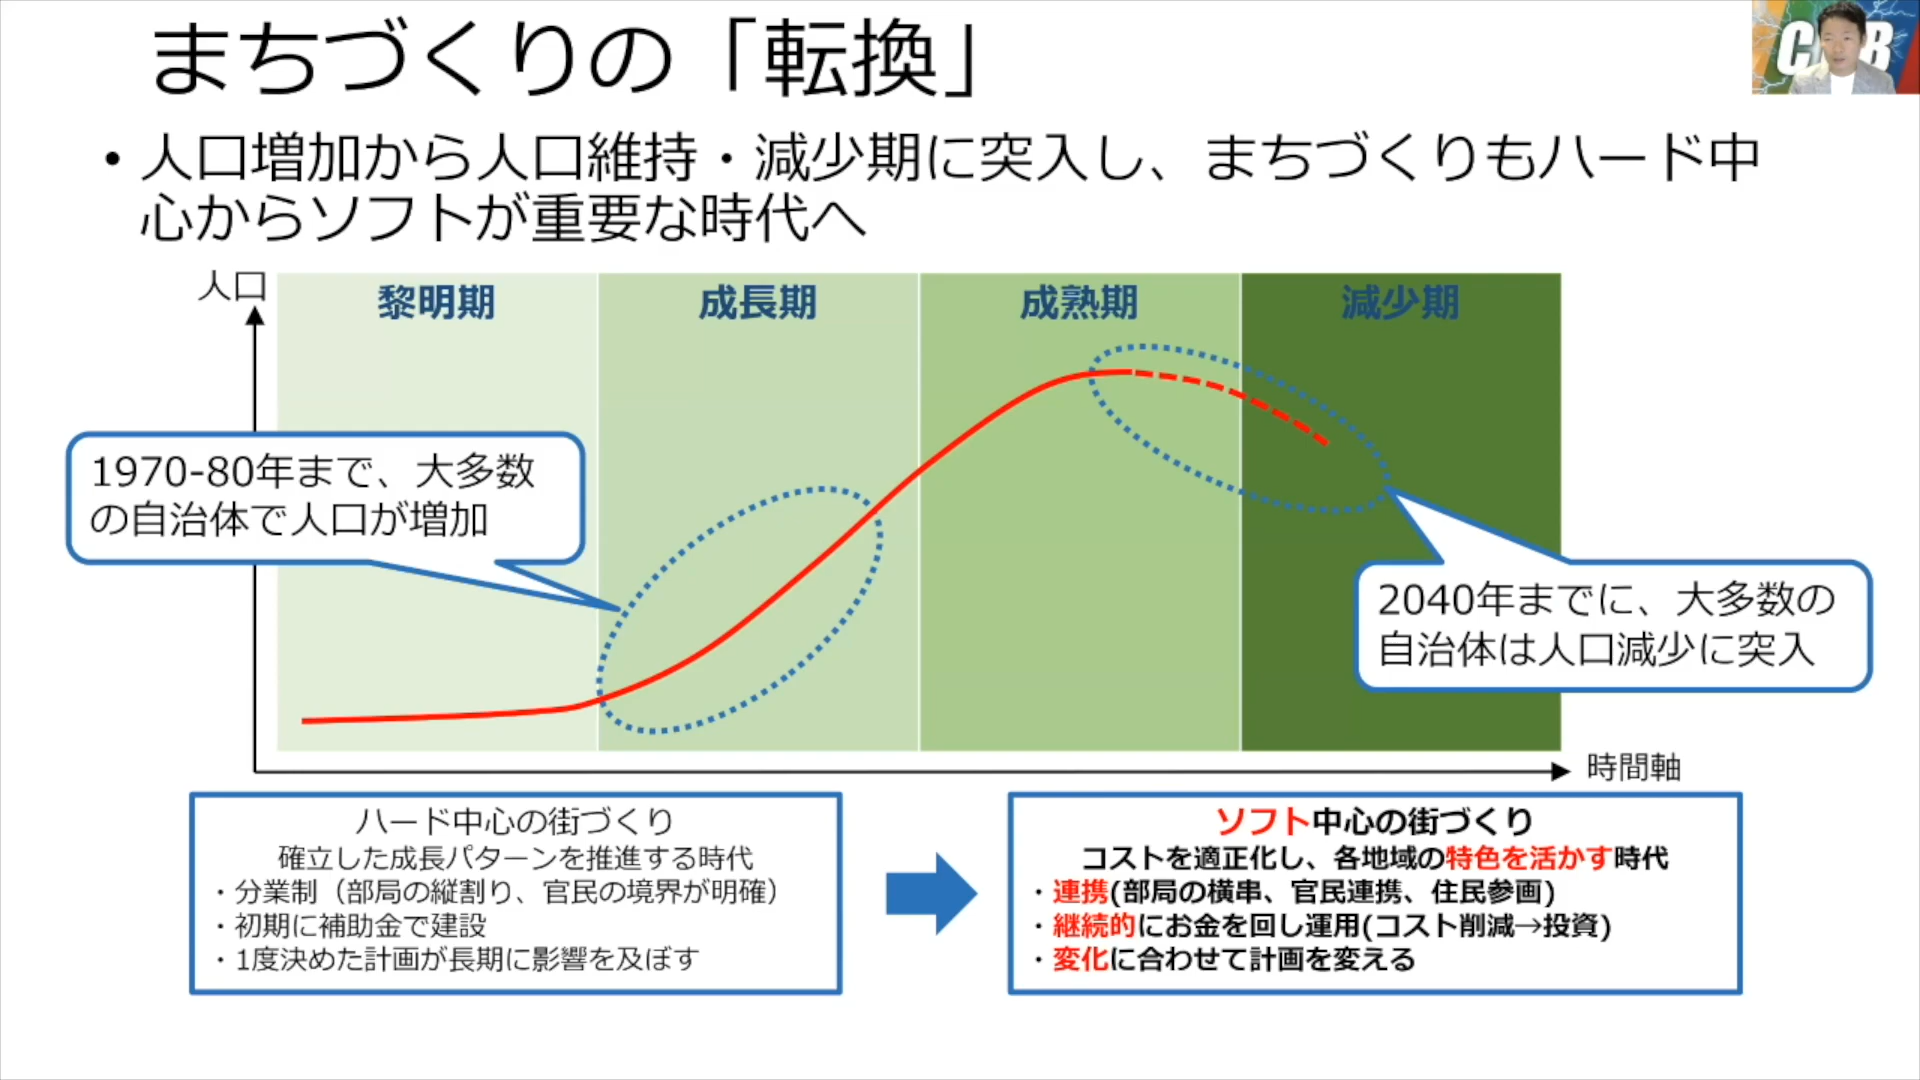 まちづくりの「転換」
・人口増加から人口維持・減少期に突入し、まちづくりもハード中
心からソフトが重要な時代へ
人口
黎明期
成長期
成熟期
減少期
1970-80年まで、大多数
の自治体で人口が増加
2040年までに、大多数の
自治体は人口減少に突入
時間軸
ハード中心の街づくり
確立した成長パターンを推進する時代
・分業制（部局の縦割り、官民の境界が明確）
・初期に補助金で建設
・1度決めた計画が長期に影響を及ぼす
ソフト中心の街づくり
コストを適正化し、各地域の特色を活かす時代
・連携(部局の横串、官民連携、住民参画)
・継続的にお金を回し運用(コスト削減→投資)
・変化に合わせて計画を変える